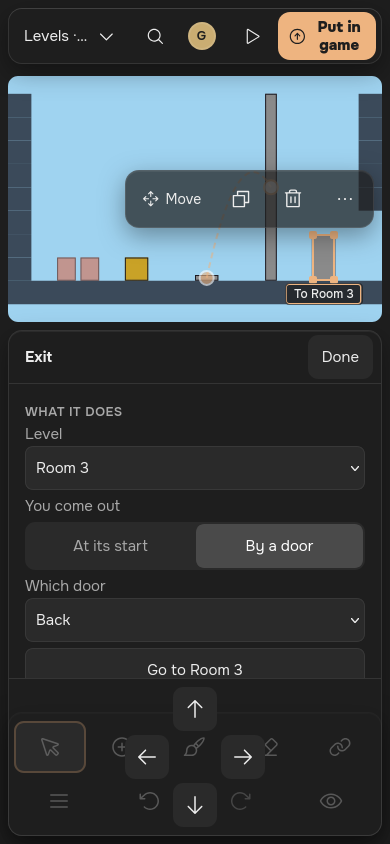 Levels ·...
G
Put in
game
Move
To Room 3
Exit
Done
WHAT IT DOES
Level
Room 3
You come out
At its start
By a door
Which door
Back
Go to Room 3